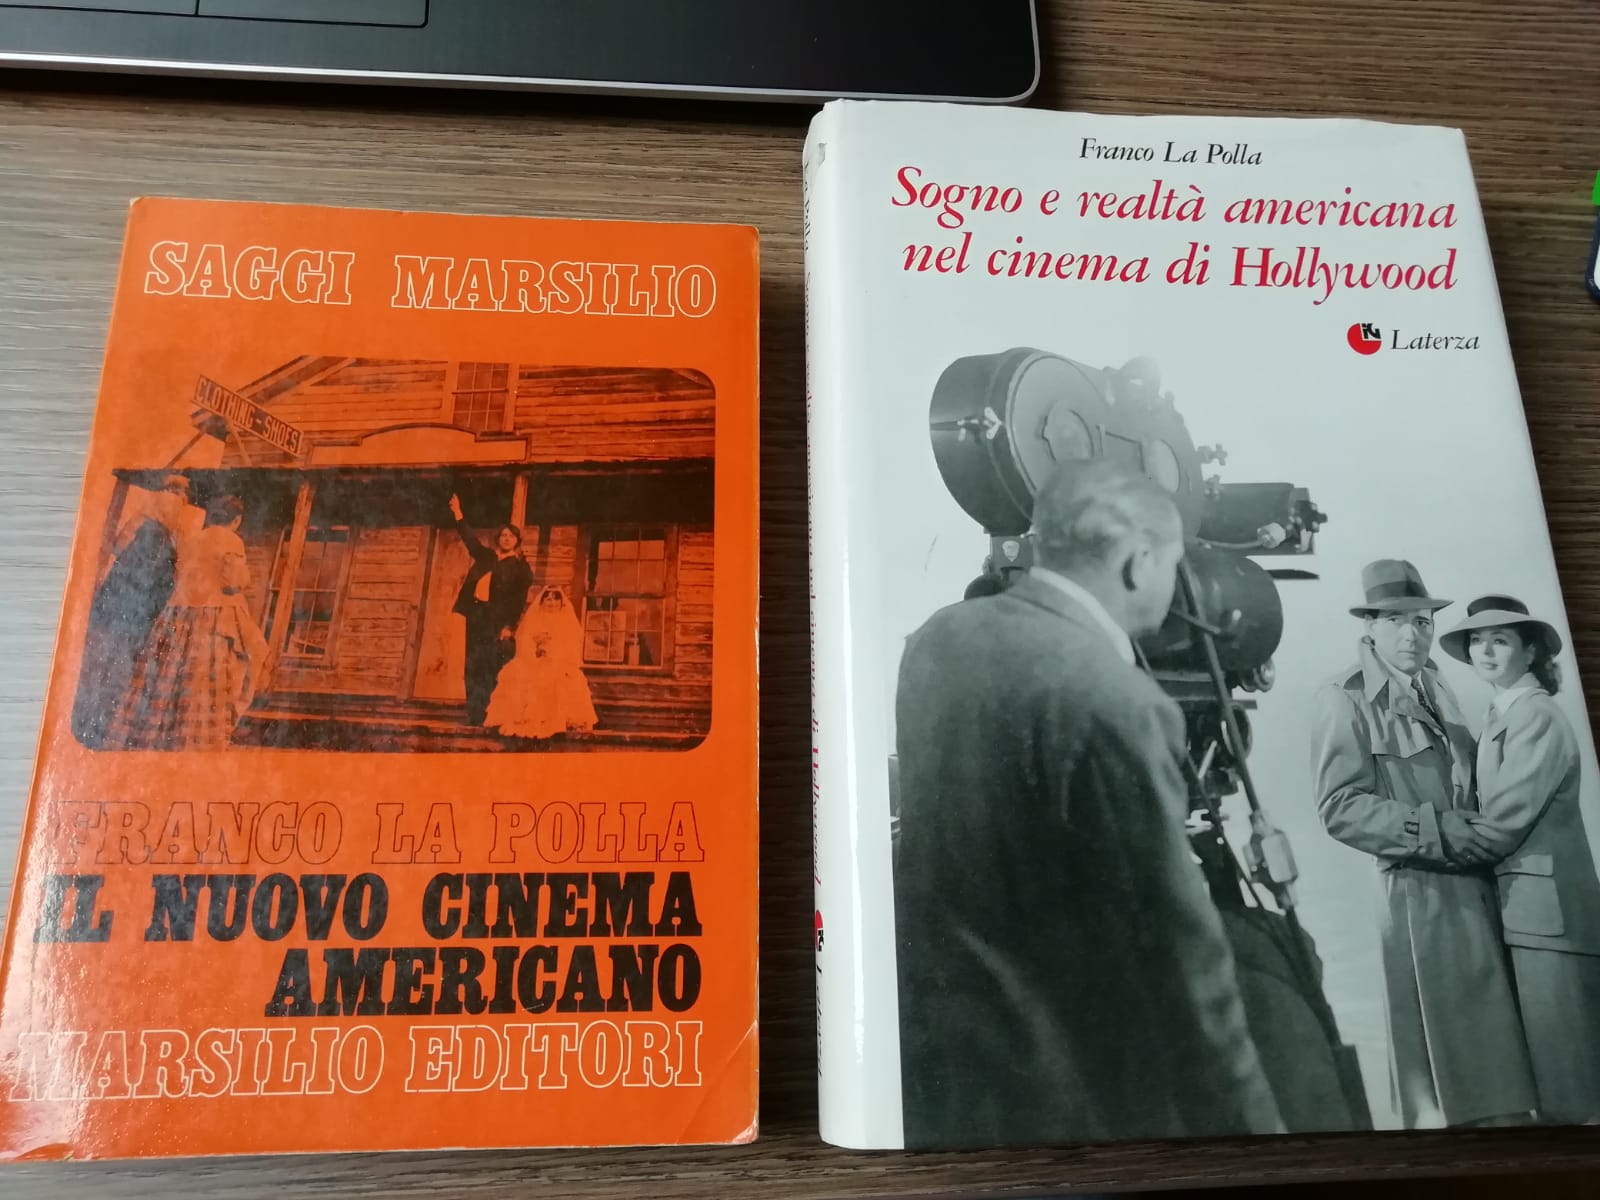 SAGGI MARSILIO
CLOTHING - SHOES
FRANCO LA POLLA
IL NUOVO CINEMA
AMERICANO
MARSILIO EDITORI
Franco La Polla
Sogno e realtà americana
nel cinema di Hollywood
Laterza